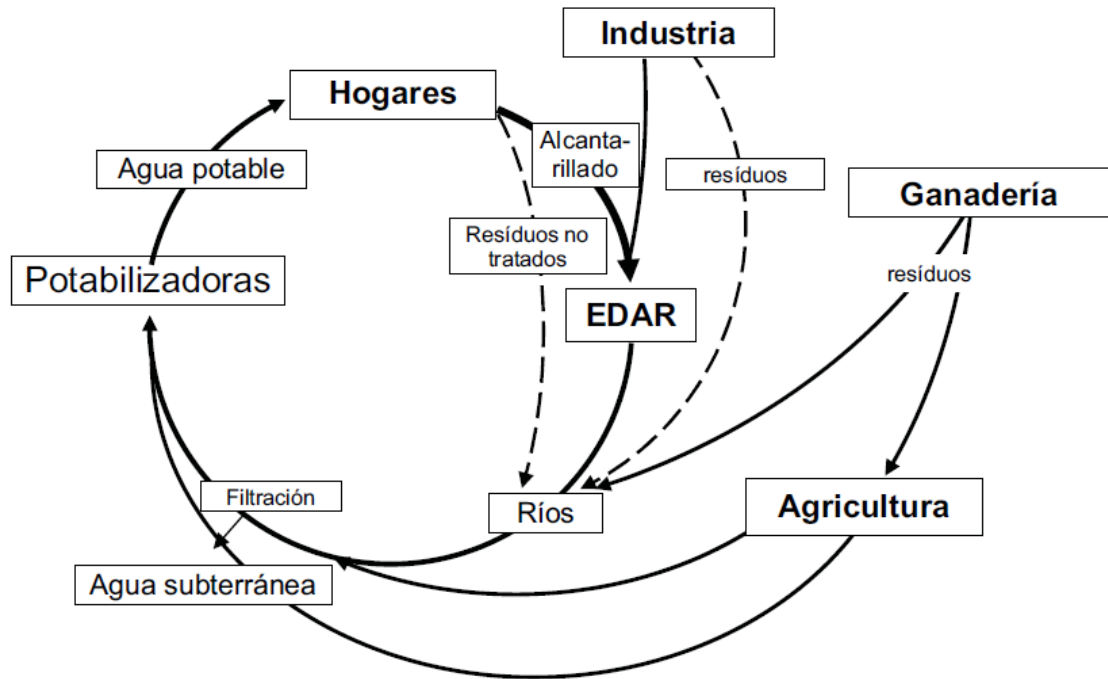 Industria
Hogares
Alcanta-
rillado
Agua potable
resíduos
Ganadería
Resíduos no
tratados
Potabilizadoras
resíduos
EDAR
Filtración
Ríos
Agricultura
Agua subterránea